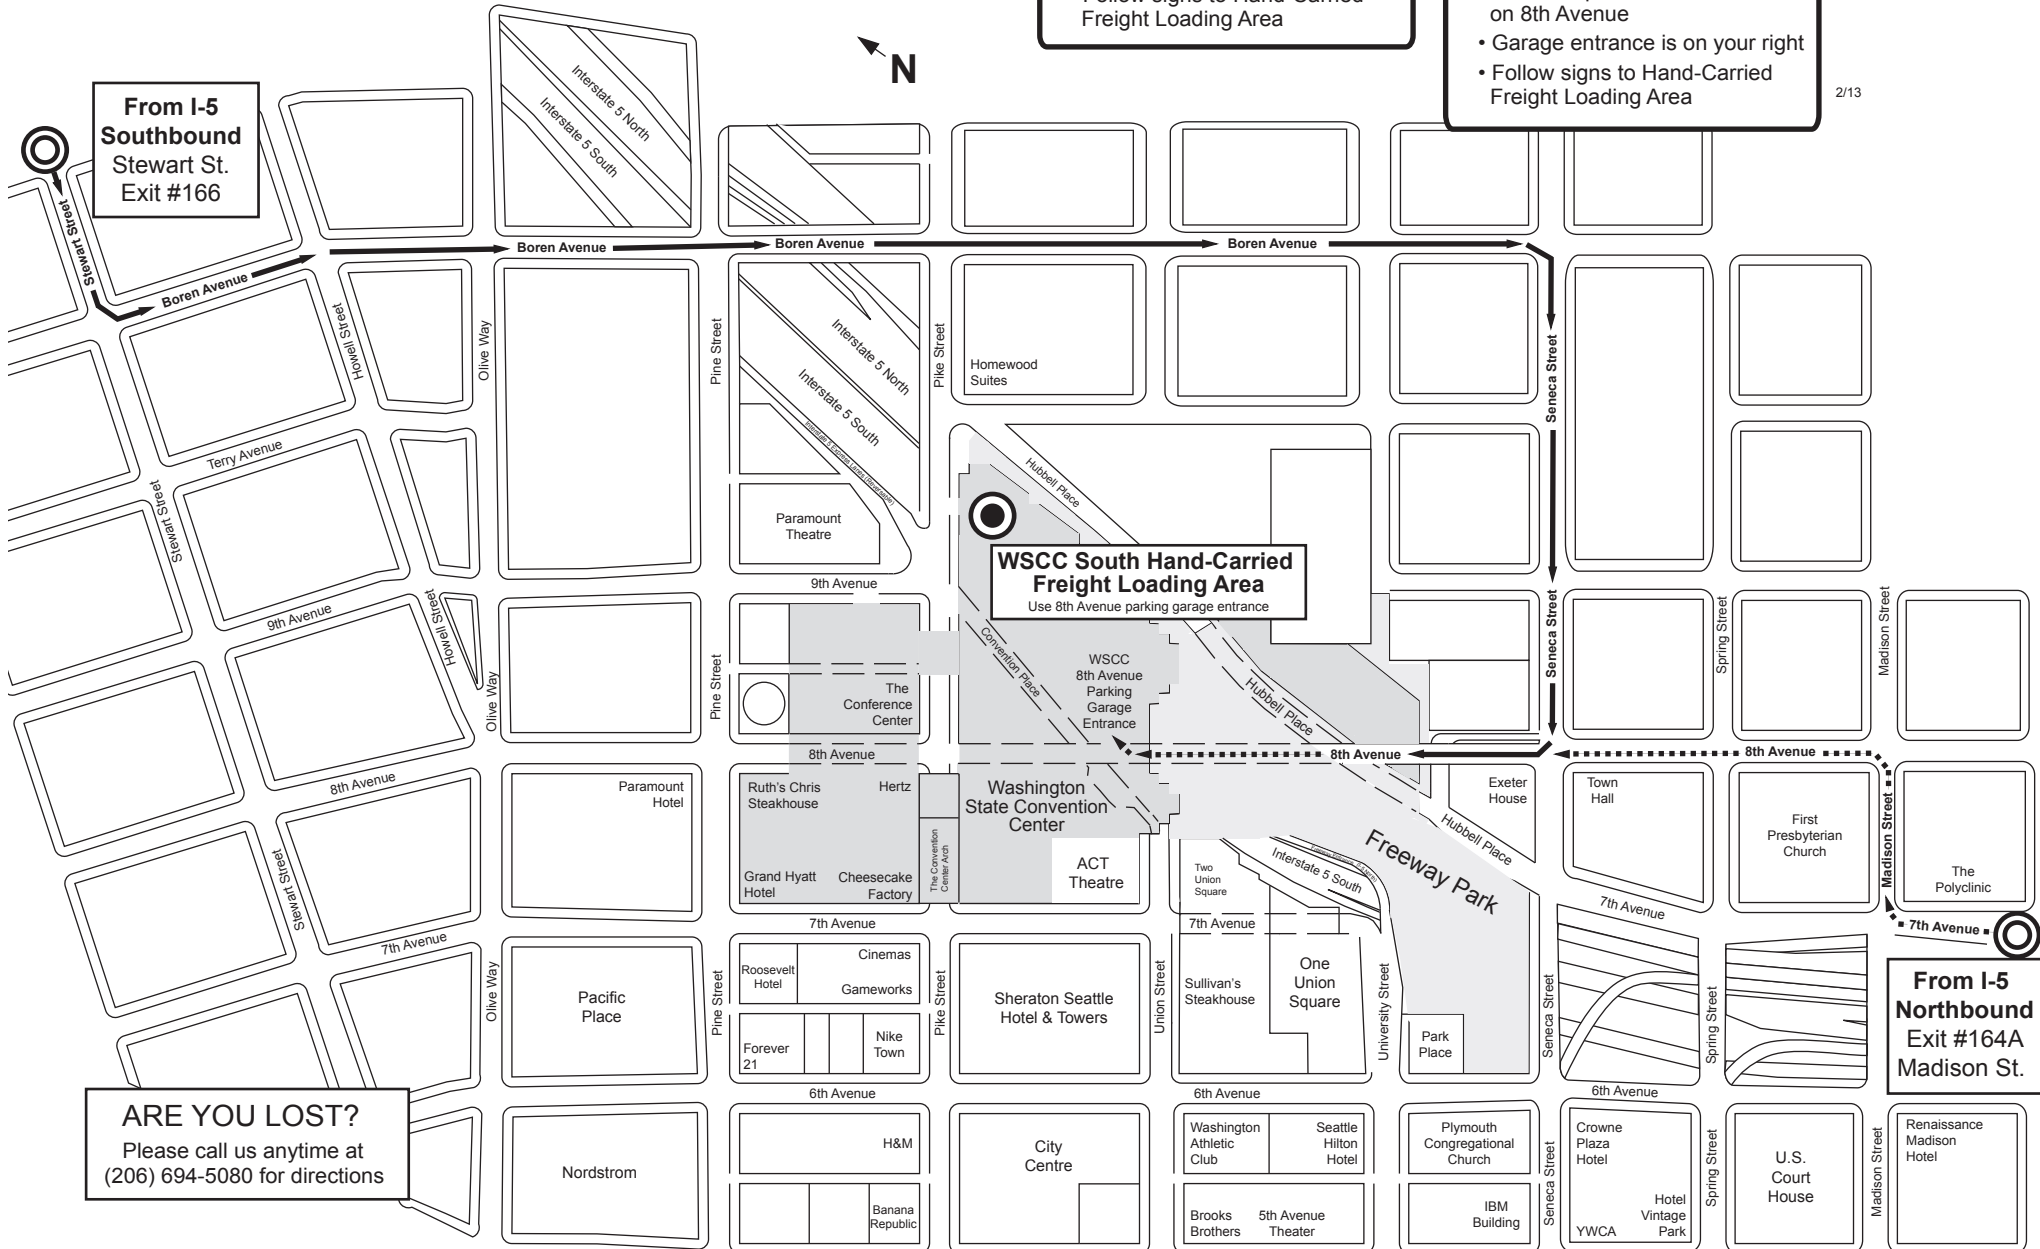 Follow signs to Hand-Carried
Freight Loading Area
on 8th Avenue
• Garage entrance is on your right
• Follow signs to Hand-Carried
Freight Loading Area
2/13
N
From I-5
Southbound
Stewart St.
Exit #166
Interstate 5 North
Interstate 5 South
Stewart Street
Boren Avenue
Boren Avenue
Boren Avenue
Boren Avenue
Howell Street
Olive Way
Pine Street
Pike Street
Interstate 5 North
Interstate 5 South
Interstate 5 Express Lanes (Reversible)
Homewood
Suites
Seneca Street
Terry Avenue
Stewart Street
Hubbell Place
Paramount
Theatre
WSCC South Hand-Carried
Freight Loading Area
Use 8th Avenue parking garage entrance
9th Avenue
9th Avenue
Howell Street
Olive Way
Pine Street
Convention Place
WSCC
8th Avenue
Parking
Garage
Entrance
The
Conference
Center
Hubbell Place
Seneca Street
Spring Street
Madison Street
8th Avenue
8th Avenue
8th Avenue
8th Avenue
Paramount
Hotel
Ruth's Chris
Steakhouse
Hertz
Washington
State Convention
Center
Exeter
House
Town
Hall
First
Presbyterian
Church
Madison Street
The
Polyclinic
Hubbell Place
Freeway Park
Interstate 5 South
Two
Union
Square
ACT
Theatre
The Convention
Center Arch
Grand Hyatt
Hotel
Cheesecake
Factory
Stewart Street
7th Avenue
7th Avenue
7th Avenue
7th Avenue
7th Avenue
From I-5
Northbound
Exit #164A
Madison St.
Olive Way
Pacific
Place
Pine Street
Roosevelt
Hotel
Cinemas
Gameworks
Forever
21
Nike
Town
Pike Street
Sheraton Seattle
Hotel & Towers
Union Street
Sullivan's
Steakhouse
One
Union
Square
University Street
Park
Place
Seneca Street
Spring Street
6th Avenue
6th Avenue
6th Avenue
ARE YOU LOST?
Please call us anytime at
(206) 694-5080 for directions
Nordstrom
H&M
Banana
Republic
City
Centre
Washington
Athletic
Club
Seattle
Hilton
Hotel
Brooks
Brothers
5th Avenue
Theater
Plymouth
Congregational
Church
IBM
Building
Seneca Street
Crowne
Plaza
Hotel
Hotel
Vintage
Park
YWCA
Spring Street
U.S.
Court
House
Madison Street
Renaissance
Madison
Hotel